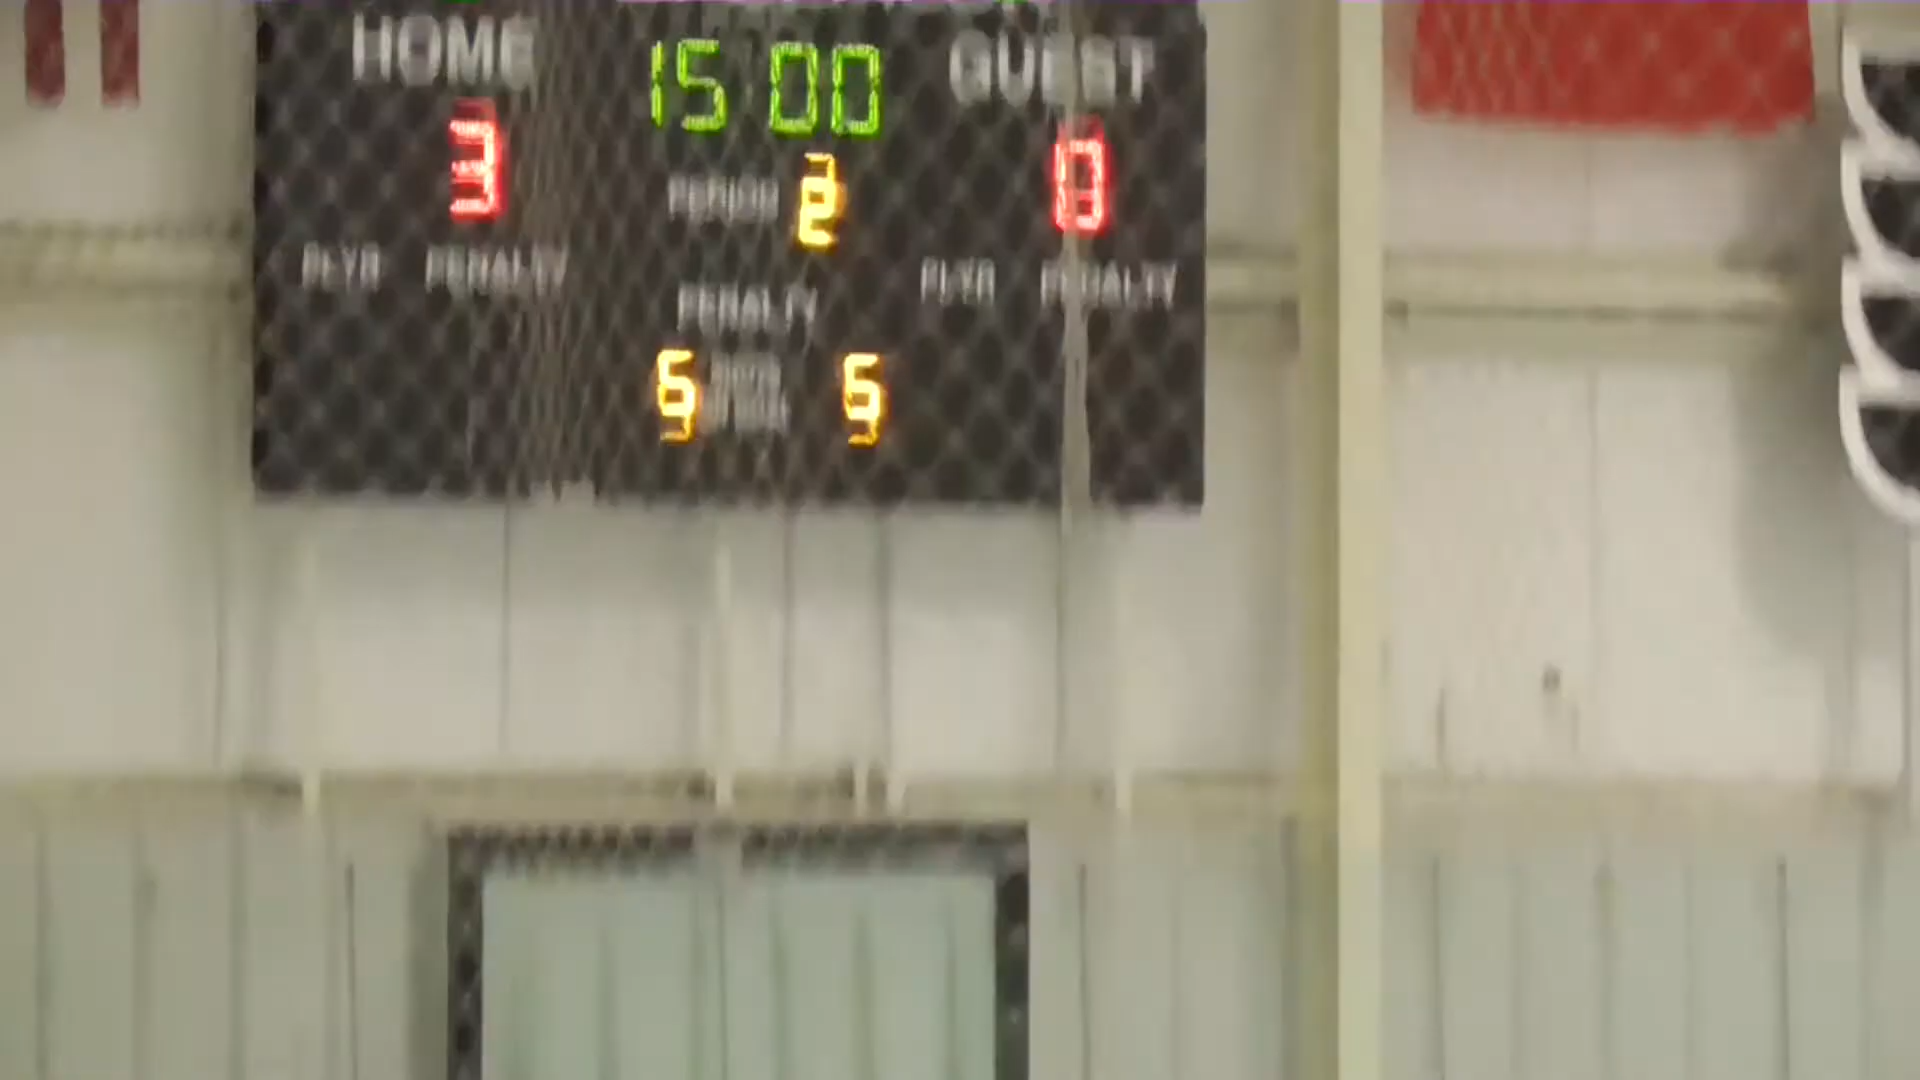 HOME 15:00 GUEST
3 PERIOD 2 0
PLYR PENALTY PENALTY PLYR PENALTY
5 5